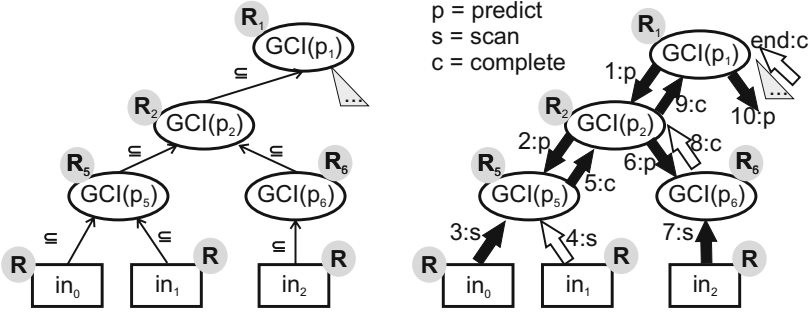 R₁
GCI(p₁)
⊆
...
R₂
GCI(p₂)
⊆
⊆
R₅
GCI(p₅)
R₆
GCI(p₆)
⊆
⊆
⊆
R
in₀
R
in₁
R
in₂
p = predict
s = scan
c = complete
R₁
GCI(p₁)
end:c
...
1:p
9:c
10:p
R₂
GCI(p₂)
2:p
5:c
6:p
8:c
R₅
GCI(p₅)
R₆
GCI(p₆)
3:s
4:s
7:s
R
in₀
R
in₁
R
in₂